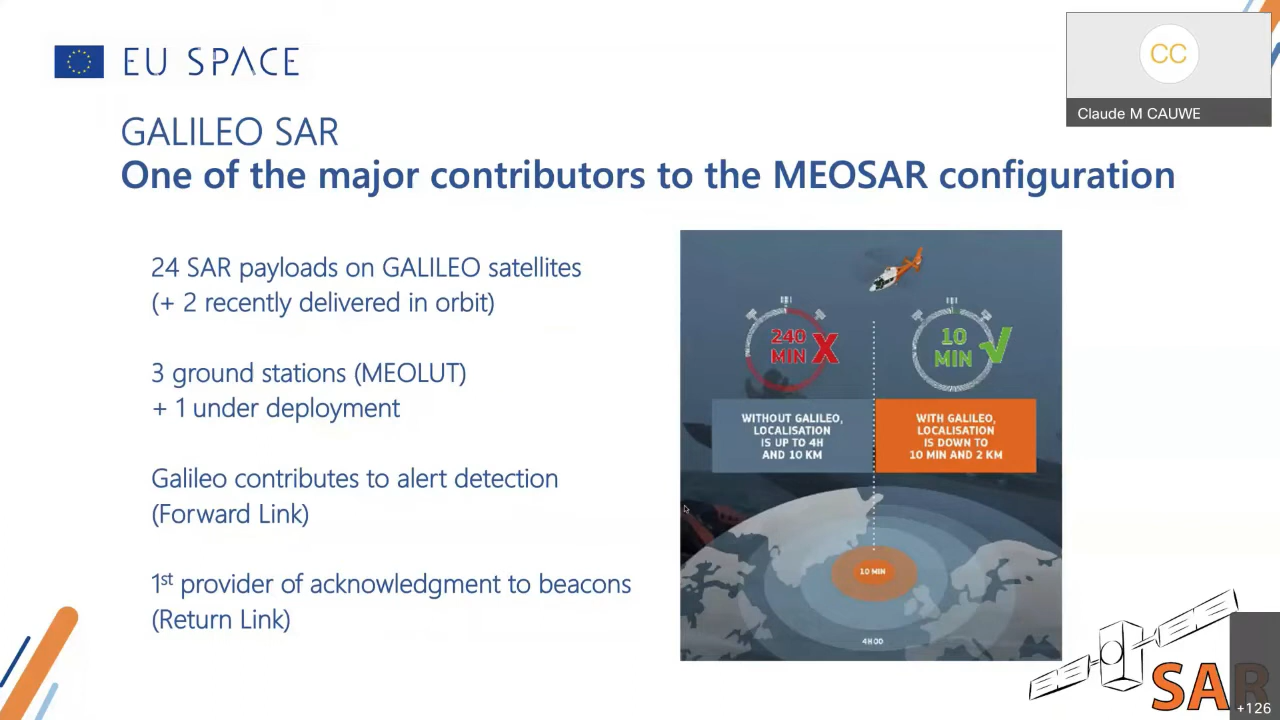 EU SPACE
CC
Claude M CAUWE
GALILEO SAR
One of the major contributors to the MEOSAR configuration
24 SAR payloads on GALILEO satellites
(+ 2 recently delivered in orbit)
3 ground stations (MEOLUT)
+ 1 under deployment
Galileo contributes to alert detection
(Forward Link)
1st provider of acknowledgment to beacons
(Return Link)
240
MIN X
10
MIN
WITHOUT GALILEO,
LOCALISATION
IS UP TO 4H
AND 10 KM
WITH GALILEO,
LOCALISATION
IS DOWN TO
10 MIN AND 2 KM
10 MIN
4H00
SAR
+126